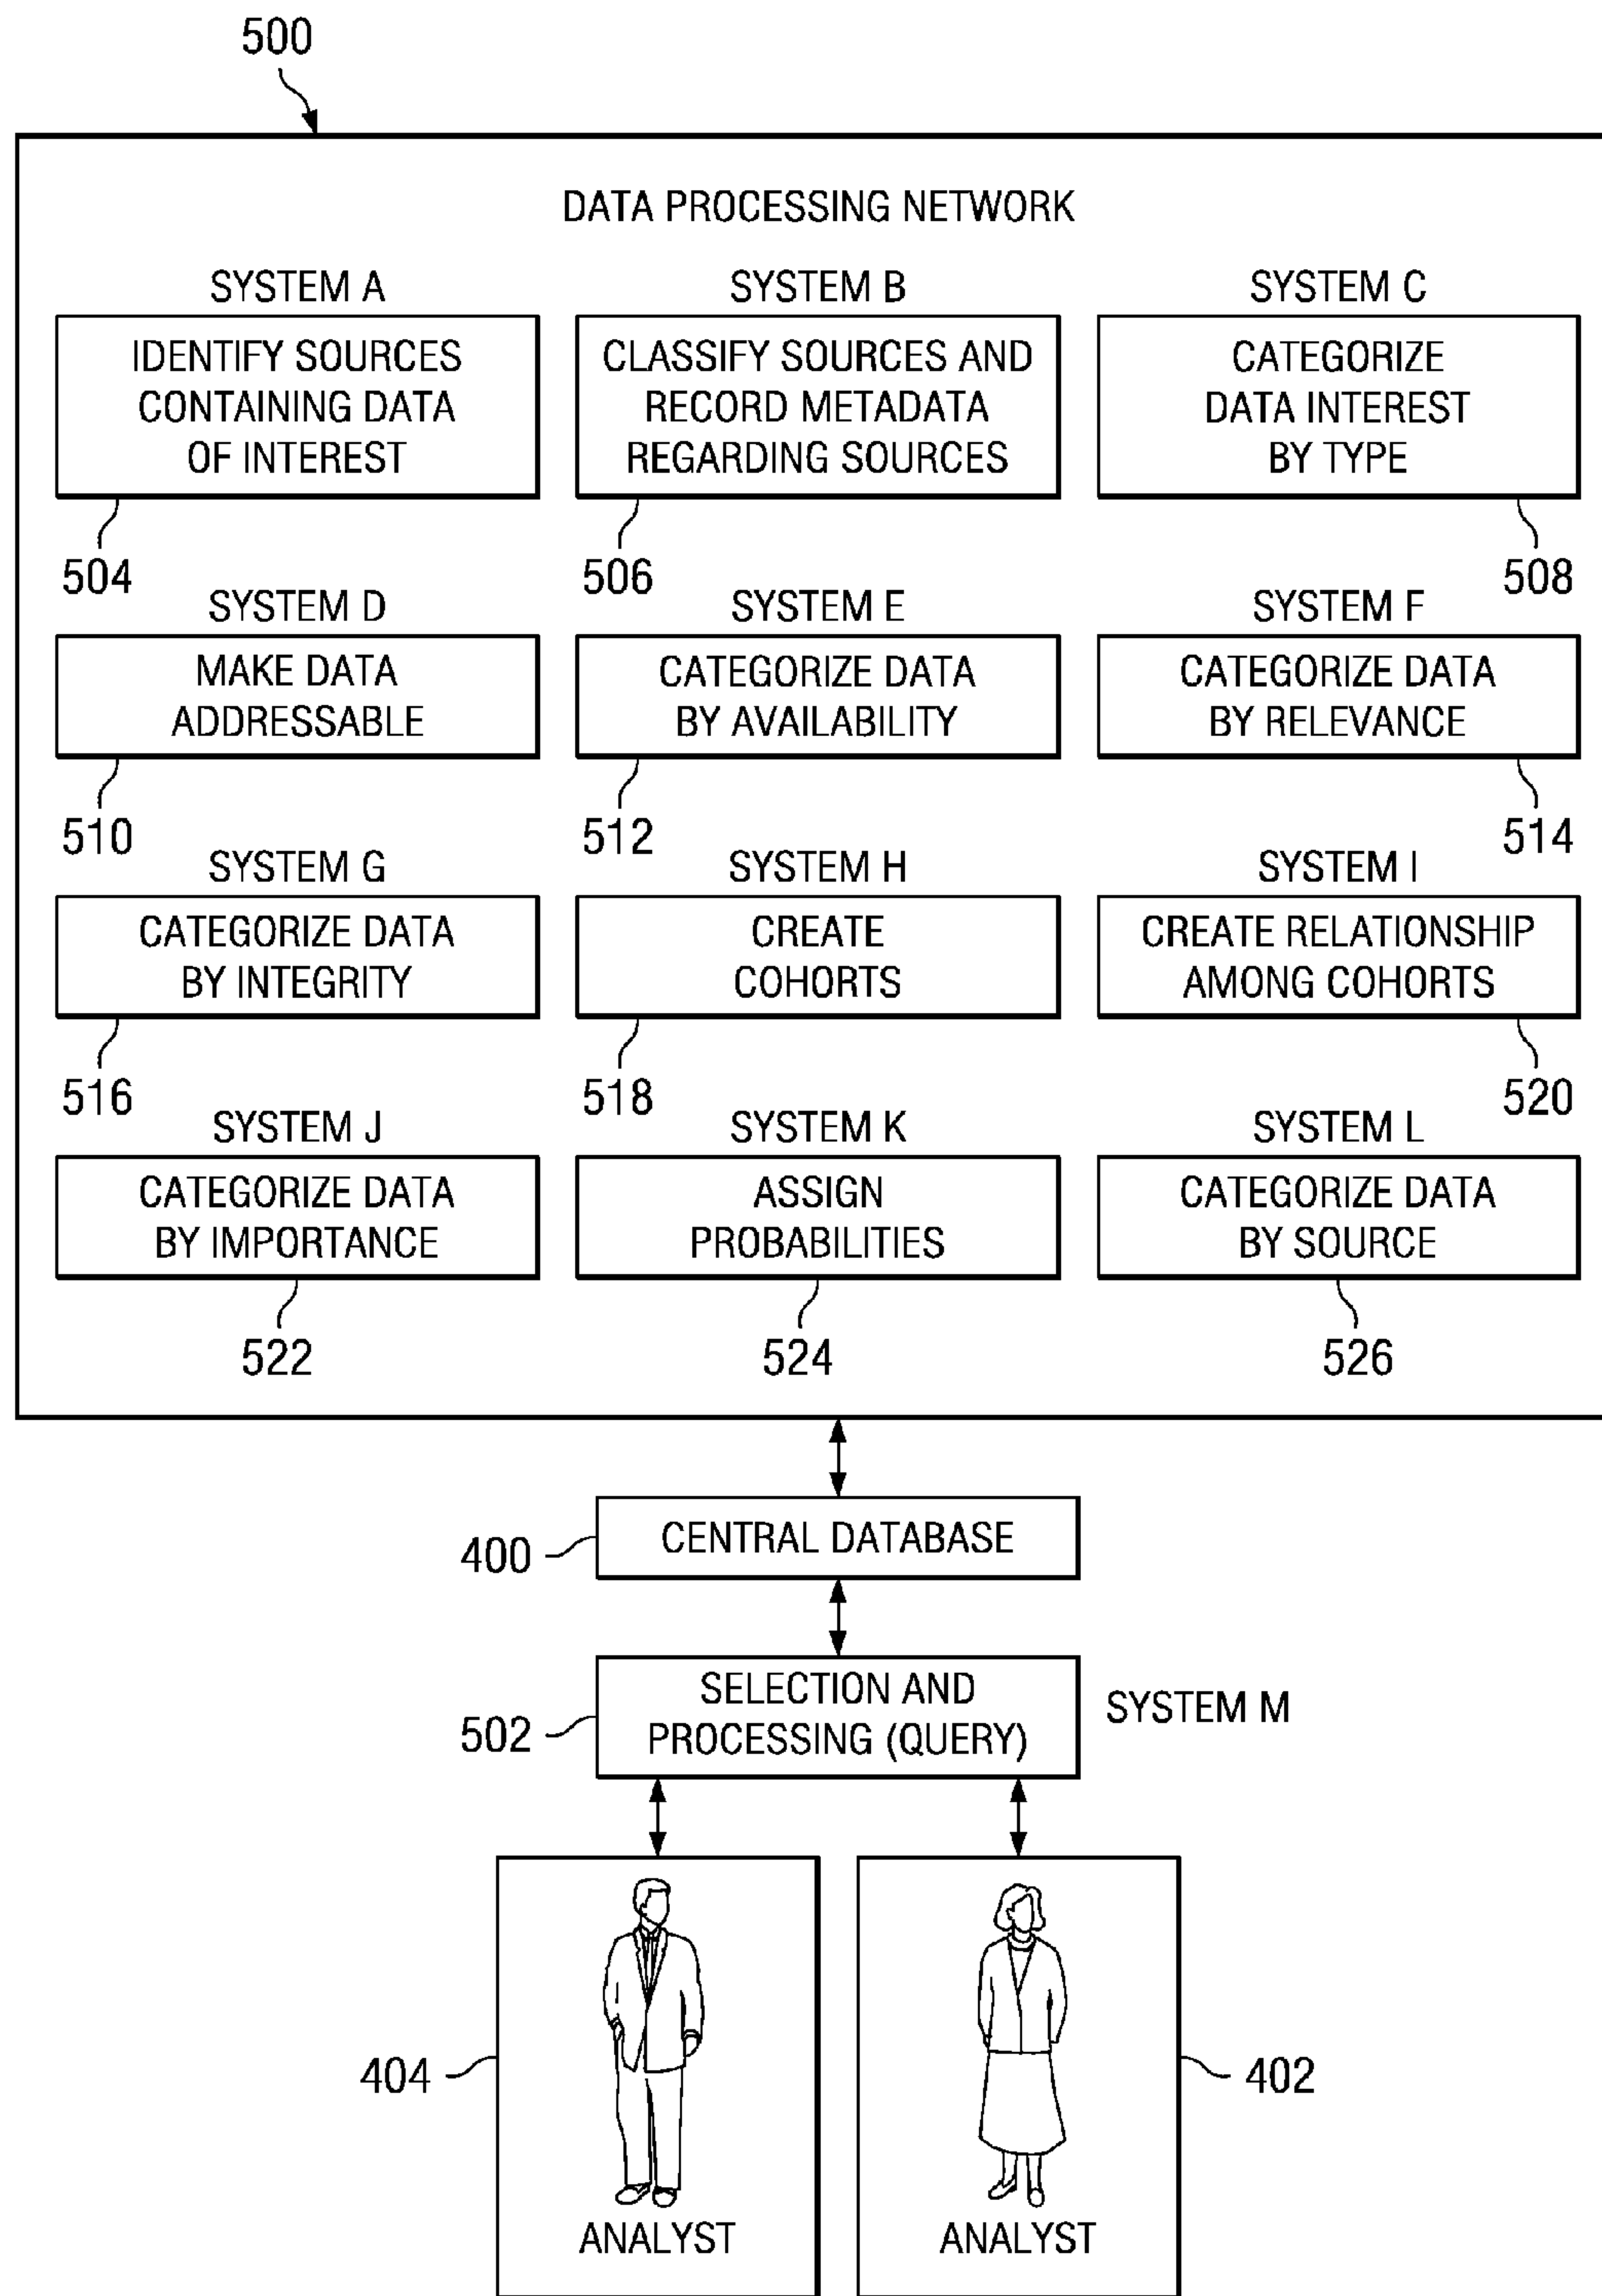 500
DATA PROCESSING NETWORK
SYSTEM A
IDENTIFY SOURCES
CONTAINING DATA
OF INTEREST
504
SYSTEM B
CLASSIFY SOURCES AND
RECORD METADATA
REGARDING SOURCES
506
SYSTEM C
CATEGORIZE
DATA INTEREST
BY TYPE
508
SYSTEM D
MAKE DATA
ADDRESSABLE
510
SYSTEM E
CATEGORIZE DATA
BY AVAILABILITY
512
SYSTEM F
CATEGORIZE DATA
BY RELEVANCE
514
SYSTEM G
CATEGORIZE DATA
BY INTEGRITY
516
SYSTEM H
CREATE
COHORTS
518
SYSTEM I
CREATE RELATIONSHIP
AMONG COHORTS
520
SYSTEM J
CATEGORIZE DATA
BY IMPORTANCE
522
SYSTEM K
ASSIGN
PROBABILITIES
524
SYSTEM L
CATEGORIZE DATA
BY SOURCE
526
400
CENTRAL DATABASE
502
SELECTION AND
PROCESSING (QUERY)
SYSTEM M
404
ANALYST
402
ANALYST